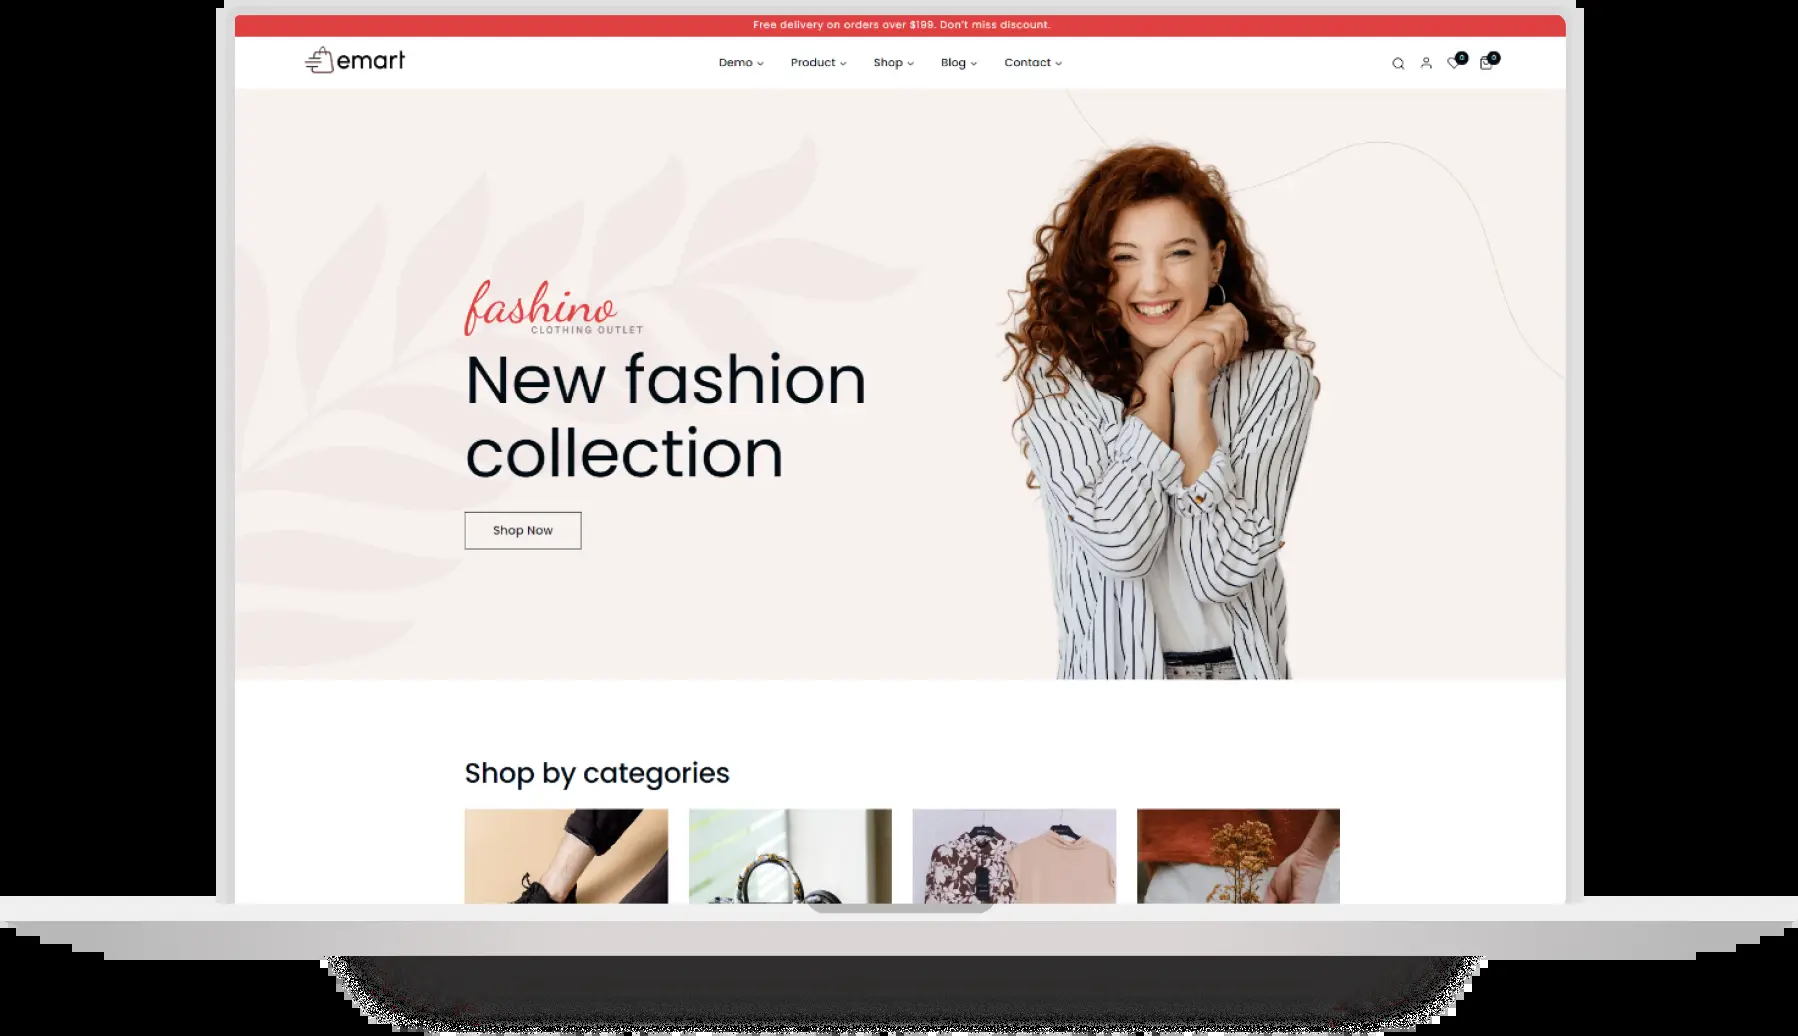 Free delivery on orders over $199. Don't miss discount.
emart
Demo Product Shop Blog Contact
0 0
fashino
CLOTHING OUTLET
New fashion
collection
Shop Now
Shop by categories